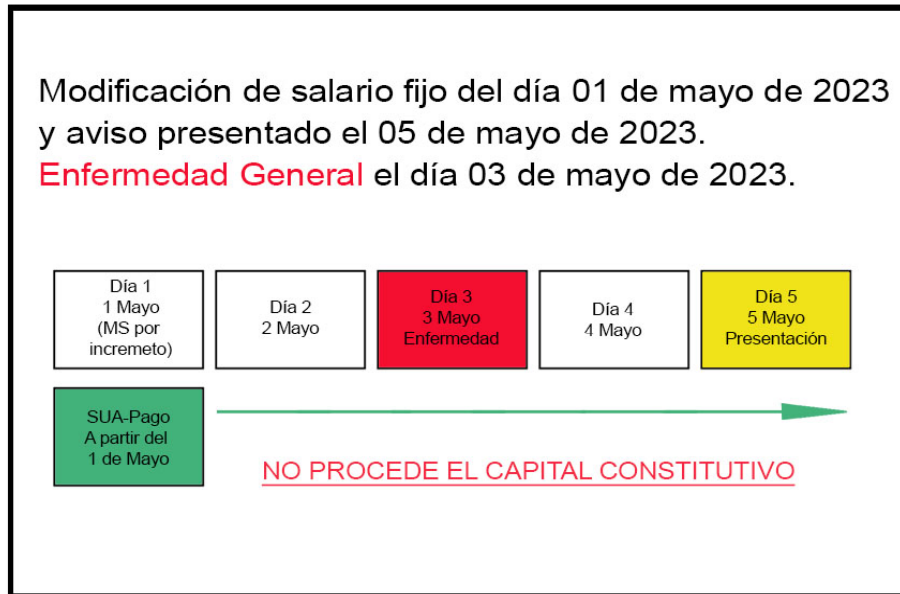 Modificación de salario fijo del día 01 de mayo de 2023
y aviso presentado el 05 de mayo de 2023.
Enfermedad General el día 03 de mayo de 2023.
Día 1
1 Mayo
(MS por
incremeto)
Día 2
2 Mayo
Día 3
3 Mayo
Enfermedad
Día 4
4 Mayo
Día 5
5 Mayo
Presentación
SUA-Pago
A partir del
1 de Mayo
NO PROCEDE EL CAPITAL CONSTITUTIVO